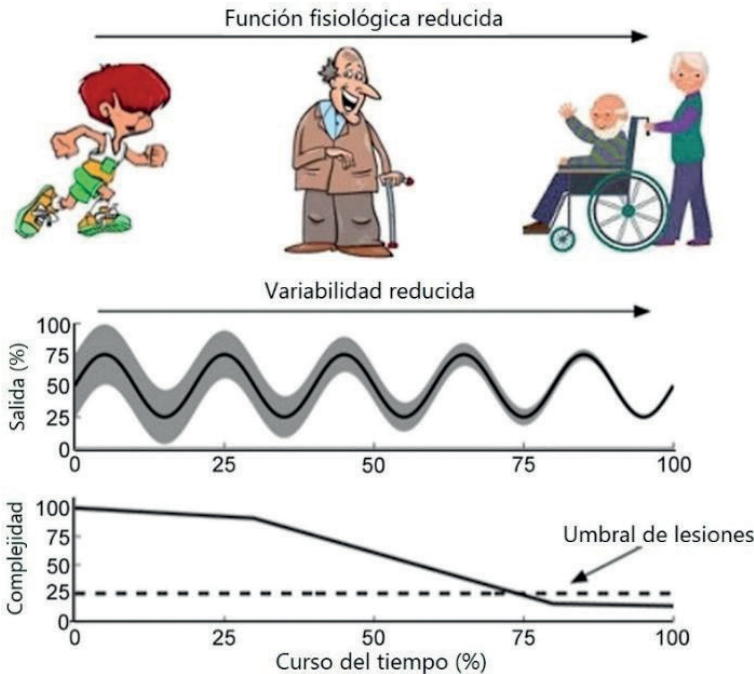 Función fisiológica reducida
Variabilidad reducida
Salida (%)
100
75
50
25
0
0 25 50 75 100
Complejidad
100
75
50
25
0
Umbral de lesiones
0 25 50 75 100
Curso del tiempo (%)